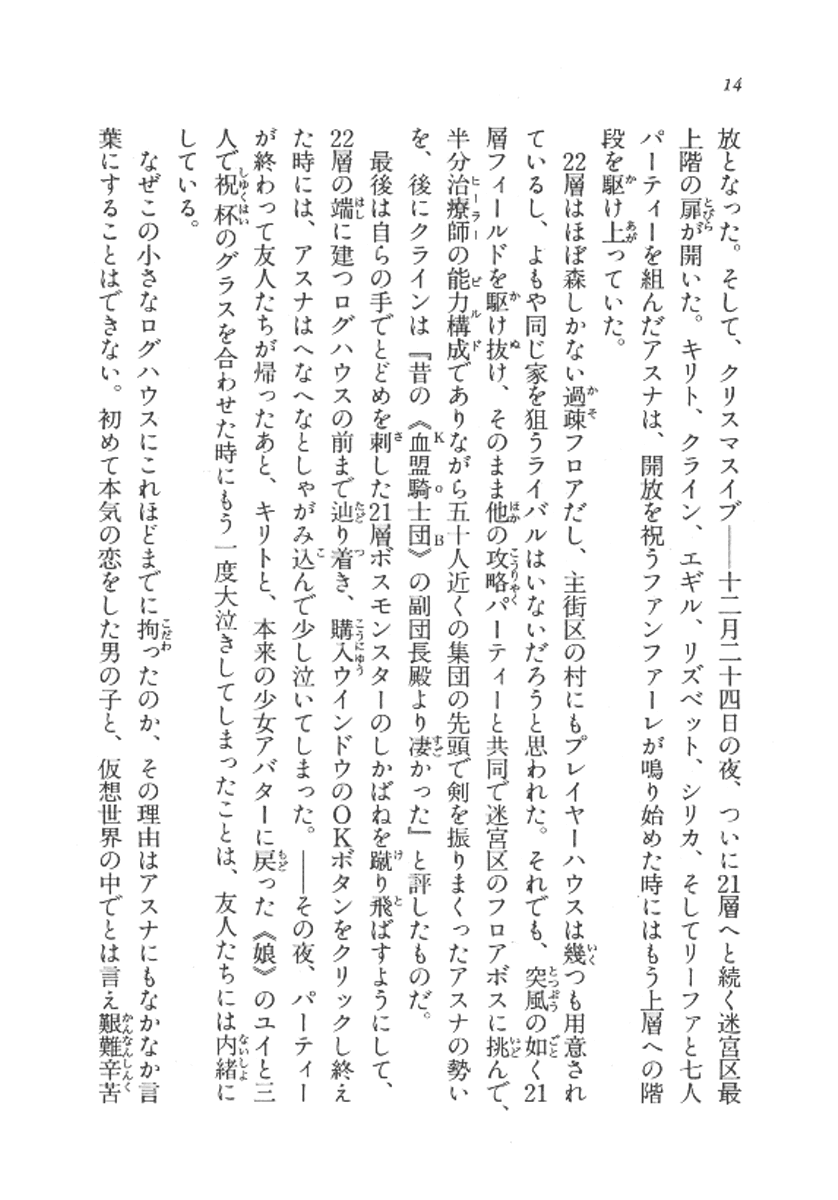 14
放となった。そして、クリスマスイブ――十二月二十四日の夜、ついに21層へと続く迷宮区最
上階の扉が開いた。キリト、クライン、エギル、リズベット、シリカ、そしてリーファと七人
パーティーを組んだアスナは、開放を祝うファンファーレが鳴り始めた時にはもう上層への階
段を駆け上っていた。
22層はほぼ森しかない過疎フロアだし、主街区の村にもプレイヤーハウスは幾つも用意され
ているし、よもや同じ家を狙うライバルはいないだろうと思われた。それでも、突風の如く21
層フィールドを駆け抜け、そのまま他の攻略パーティーと共同で迷宮区のフロアボスに挑んで、
半分治療師の能力構成でありながら五十人近くの集団の先頭で剣を振りまくったアスナの勢い
を、後にクラインは『昔の《血盟騎士団》の副団長殿より凄かった』と評したものだ。
最後は自らの手でとどめを刺した21層ボスモンスターのしかばねを蹴り飛ばすようにして、
22層の端に建つログハウスの前まで辿り着き、購入ウインドウのOKボタンをクリックし終え
た時には、アスナはへなへなとしゃがみ込んで少し泣いてしまった。――その夜、パーティー
が終わって友人たちが帰ったあと、キリトと、本来の少女アバターに戻った《娘》のユイと三
人で祝杯のグラスを合わせた時にもう一度大泣きしてしまったことは、友人たちには内緒に
している。
なぜこの小さなログハウスにこれほどまでに拘ったのか、その理由はアスナにもなかなか言
葉にすることはできない。初めて本気の恋をした男の子と、仮想世界の中でとは言え艱難辛苦